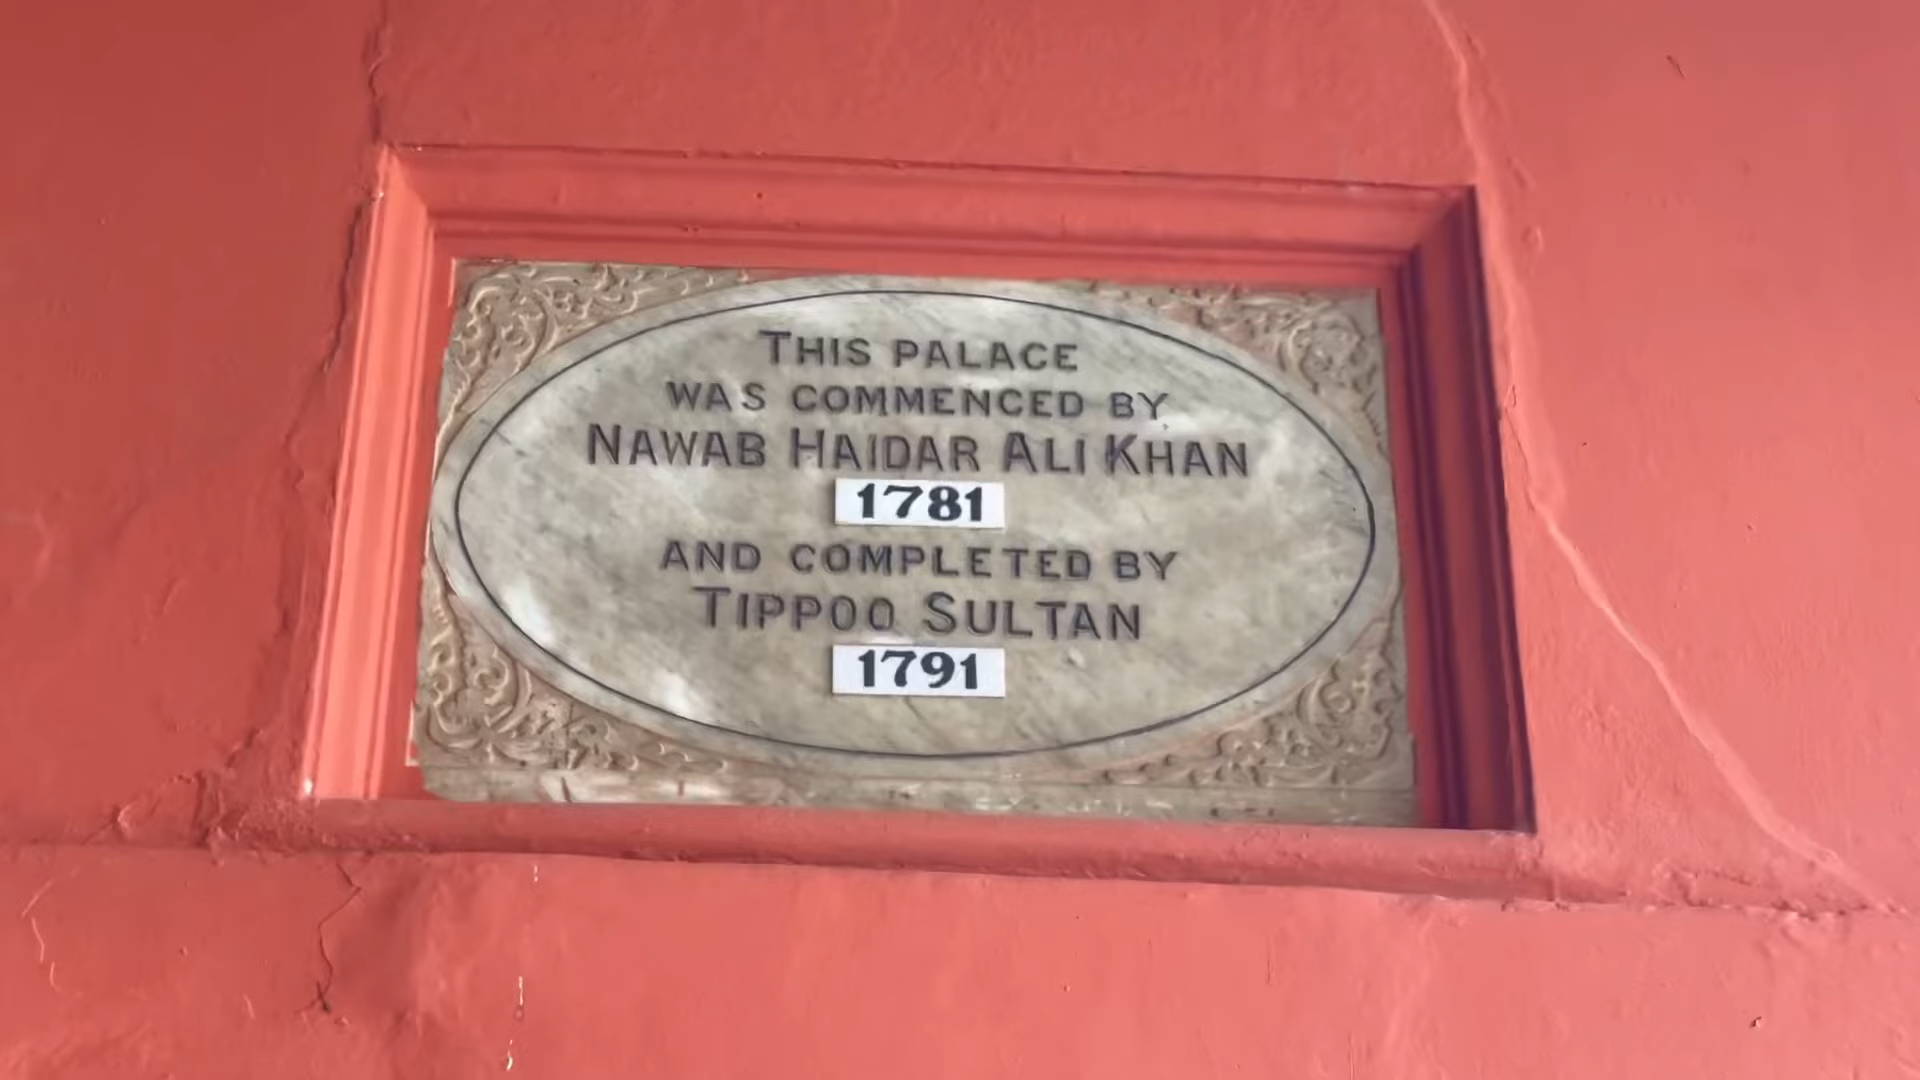 THIS PALACE
WAS COMMENCED BY
NAWAB HAIDAR ALI KHAN
1781
AND COMPLETED BY
TIPPOO SULTAN
1791